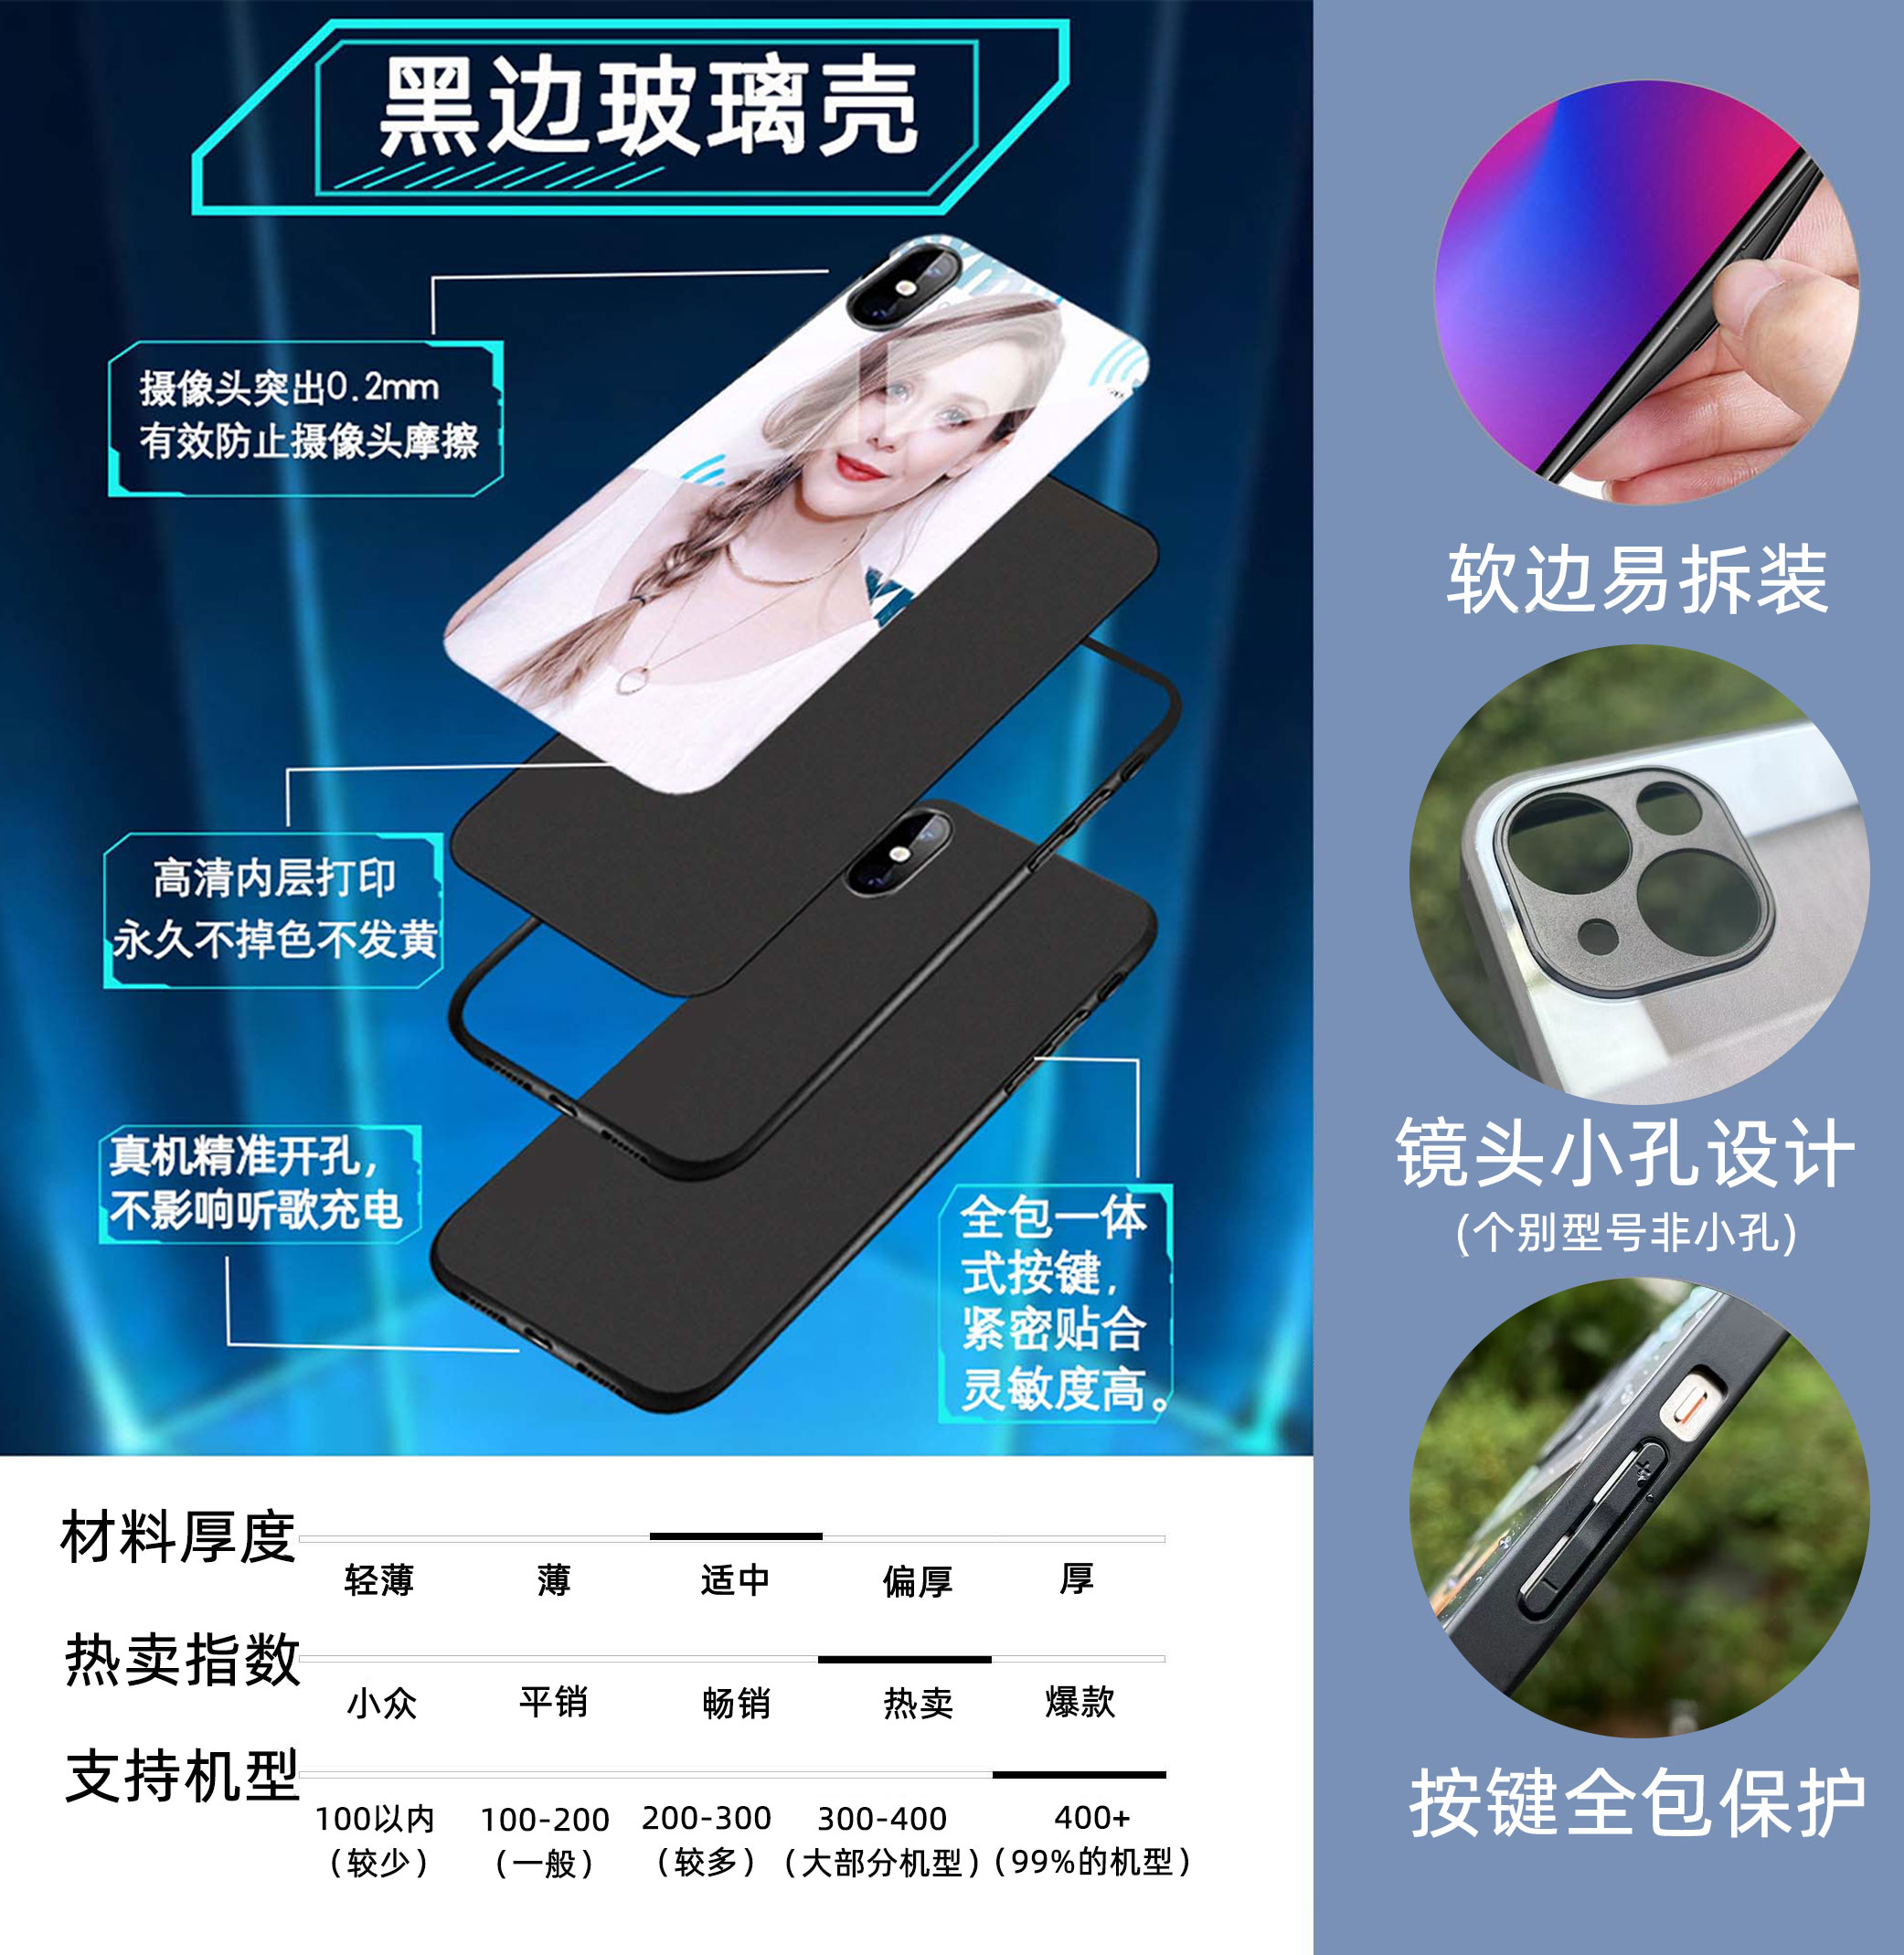 黑边玻璃壳
摄像头突出0.2mm
有效防止摄像头摩擦
高清内层打印
永久不掉色不发黄
真机精准开孔，
不影响听歌充电
全包一体
式按键，
紧密贴合
灵敏度高。
软边易拆装
镜头小孔设计
(个别型号非小孔)
按键全包保护
材料厚度
轻薄 薄 适中 偏厚 厚
热卖指数
小众 平销 畅销 热卖 爆款
支持机型
100以内 100-200 200-300 300-400 400+
（较少） （一般） （较多） （大部分机型） （99%的机型）